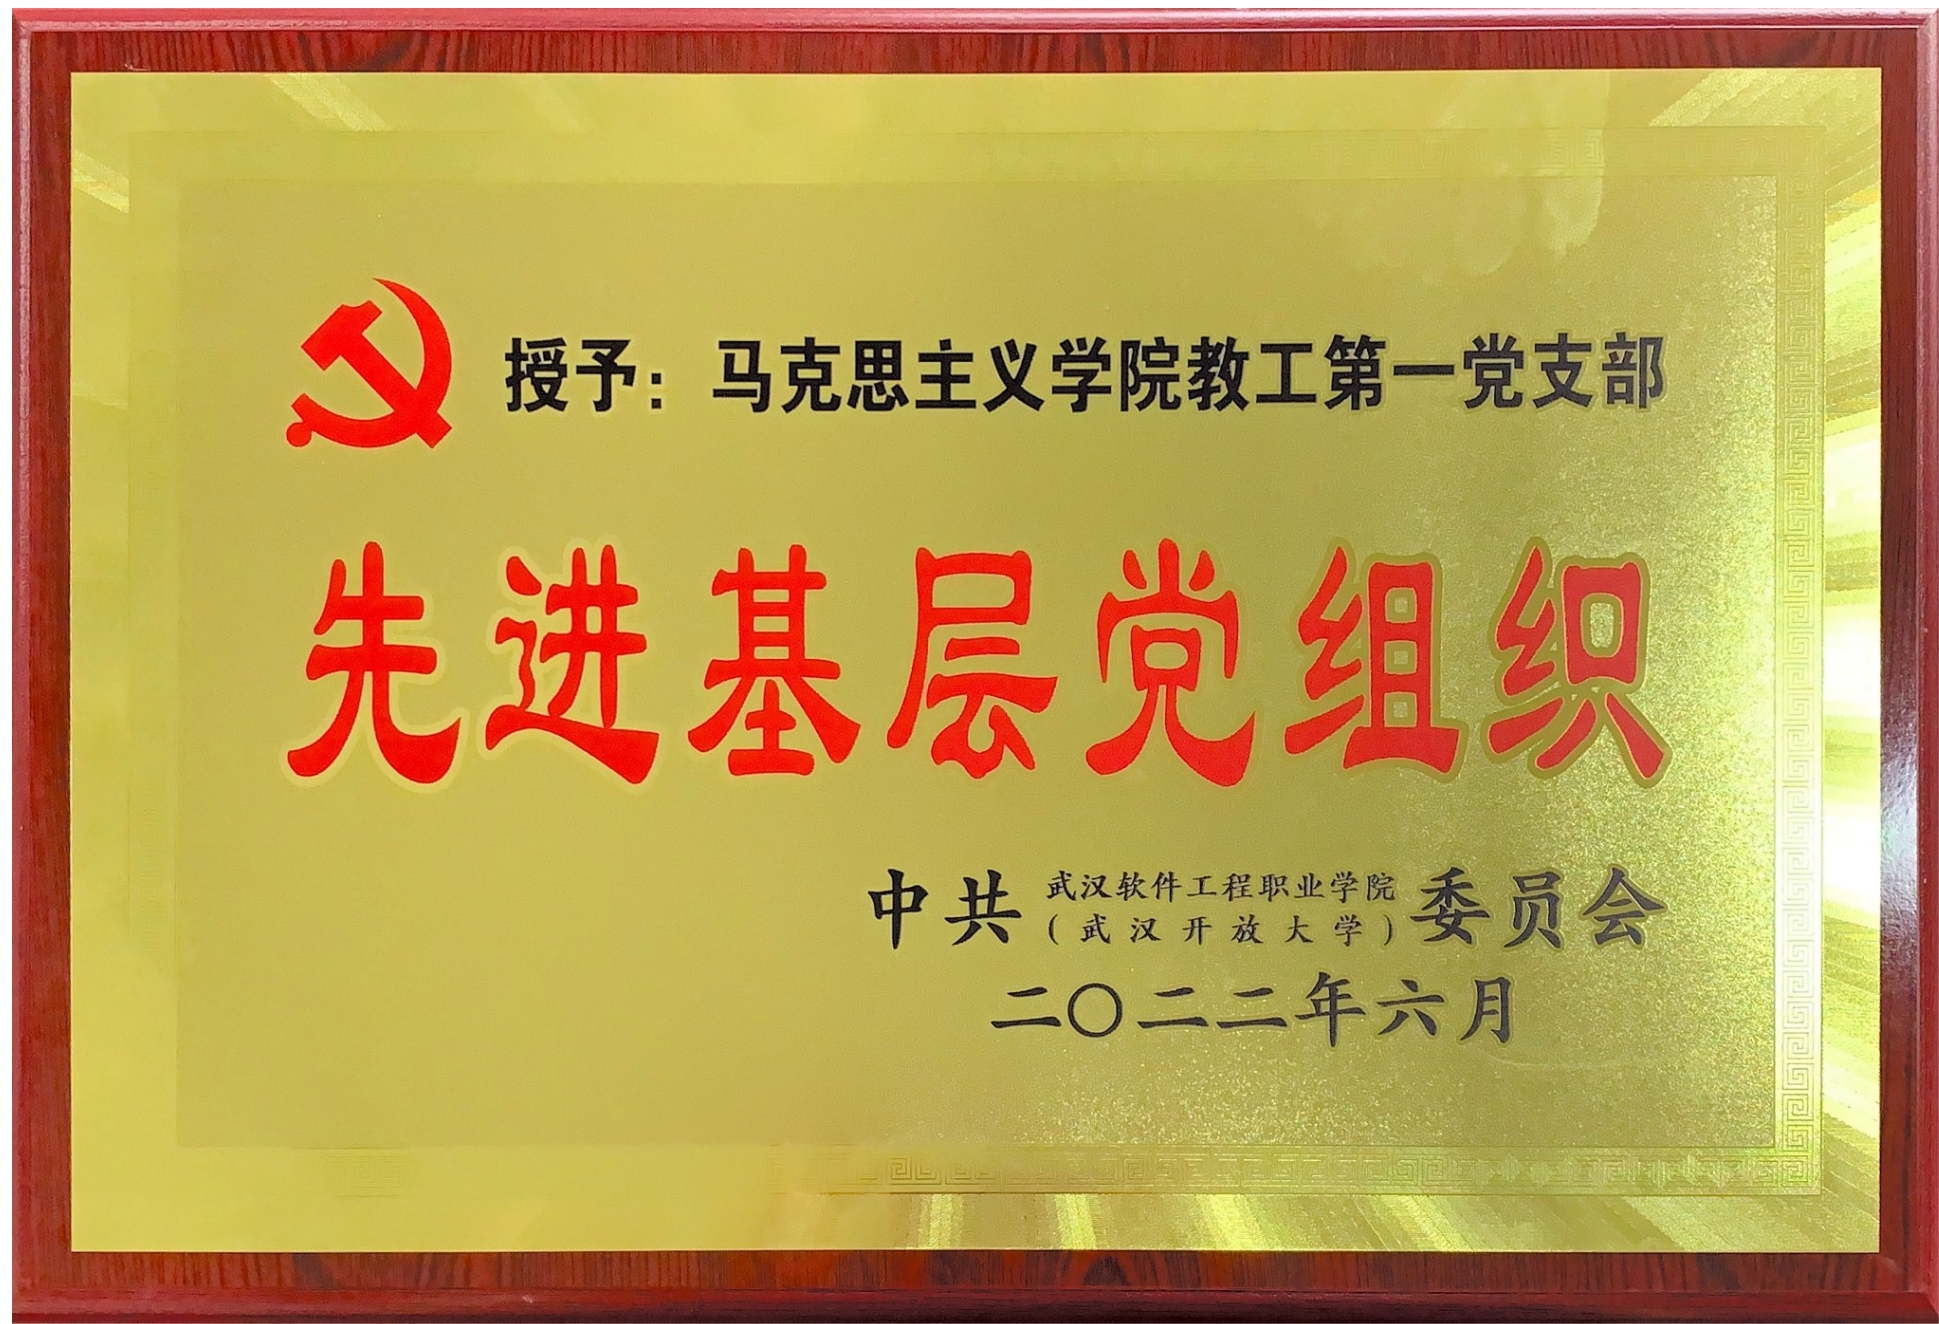 授予：马克思主义学院教工第一党支部
先进基层党组织
中共 武汉软件工程职业学院 委员会
（武汉开放大学）
二〇二二年六月